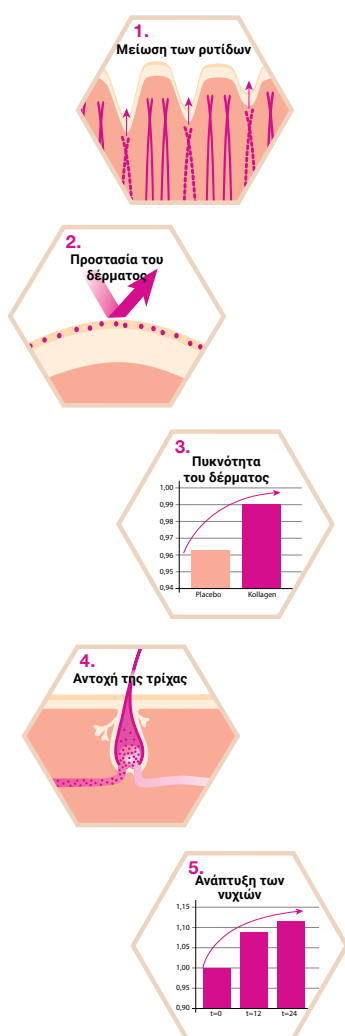 1.
Μείωση των ρυτίδων
2.
Προστασία του
δέρματος
3.
Πυκνότητα
του δέρματος
1,00
0,99
0,98
0,97
0,96
0,95
0,94
Placebo Kollagen
4.
Αντοχή της τρίχας
5.
Ανάπτυξη των
νυχιών
1,15
1,10
1,05
1,00
0,95
0,90
t=0 t=12 t=24